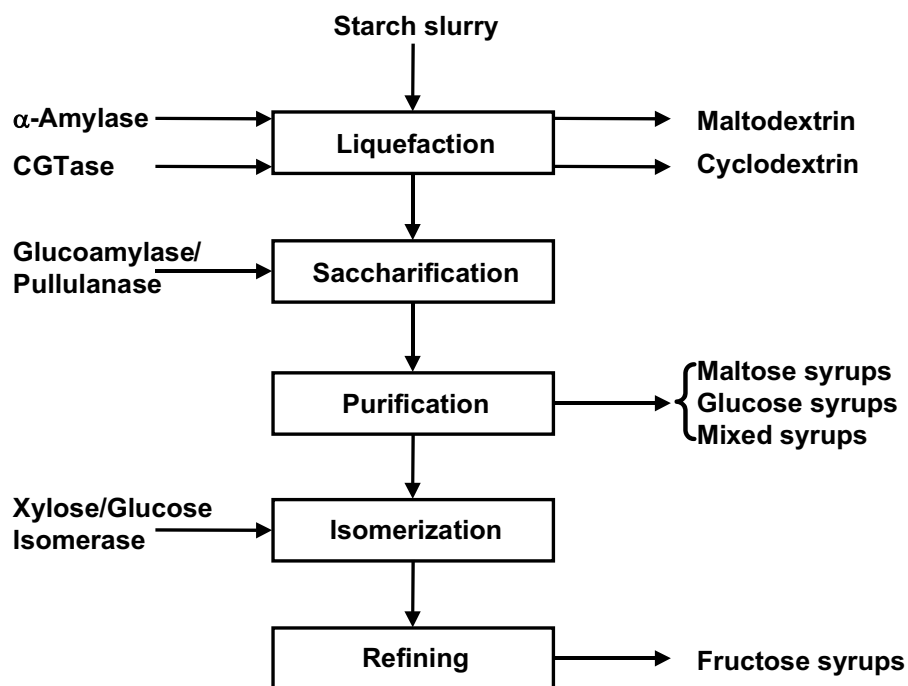 Starch slurry
α-Amylase
CGTase
Liquefaction
Maltodextrin
Cyclodextrin
Glucoamylase/
Pullulanase
Saccharification
Purification
Maltose syrups
Glucose syrups
Mixed syrups
Xylose/Glucose
Isomerase
Isomerization
Refining
Fructose syrups